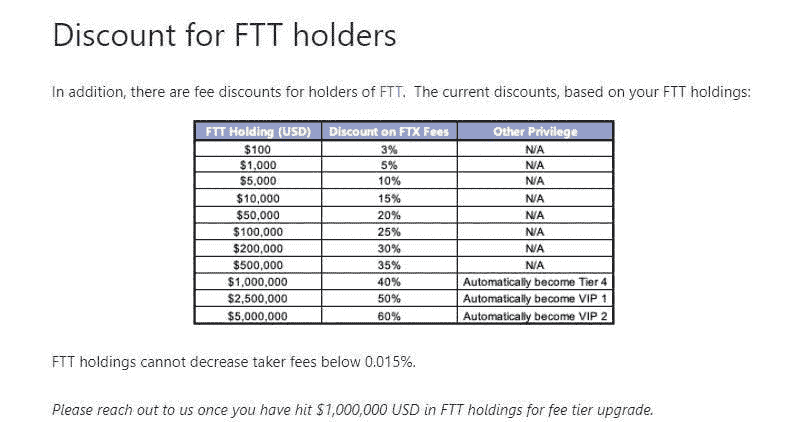 Discount for FTT holders
In addition, there are fee discounts for holders of FTT. The current discounts, based on your FTT holdings:
FTT Holding (USD) Discount on FTX Fees Other Privilege
$100 3% N/A
$1,000 5% N/A
$5,000 10% N/A
$10,000 15% N/A
$50,000 20% N/A
$100,000 25% N/A
$200,000 30% N/A
$500,000 35% N/A
$1,000,000 40% Automatically become Tier 4
$2,500,000 50% Automatically become VIP 1
$5,000,000 60% Automatically become VIP 2
FTT holdings cannot decrease taker fees below 0.015%.
Please reach out to us once you have hit $1,000,000 USD in FTT holdings for fee tier upgrade.